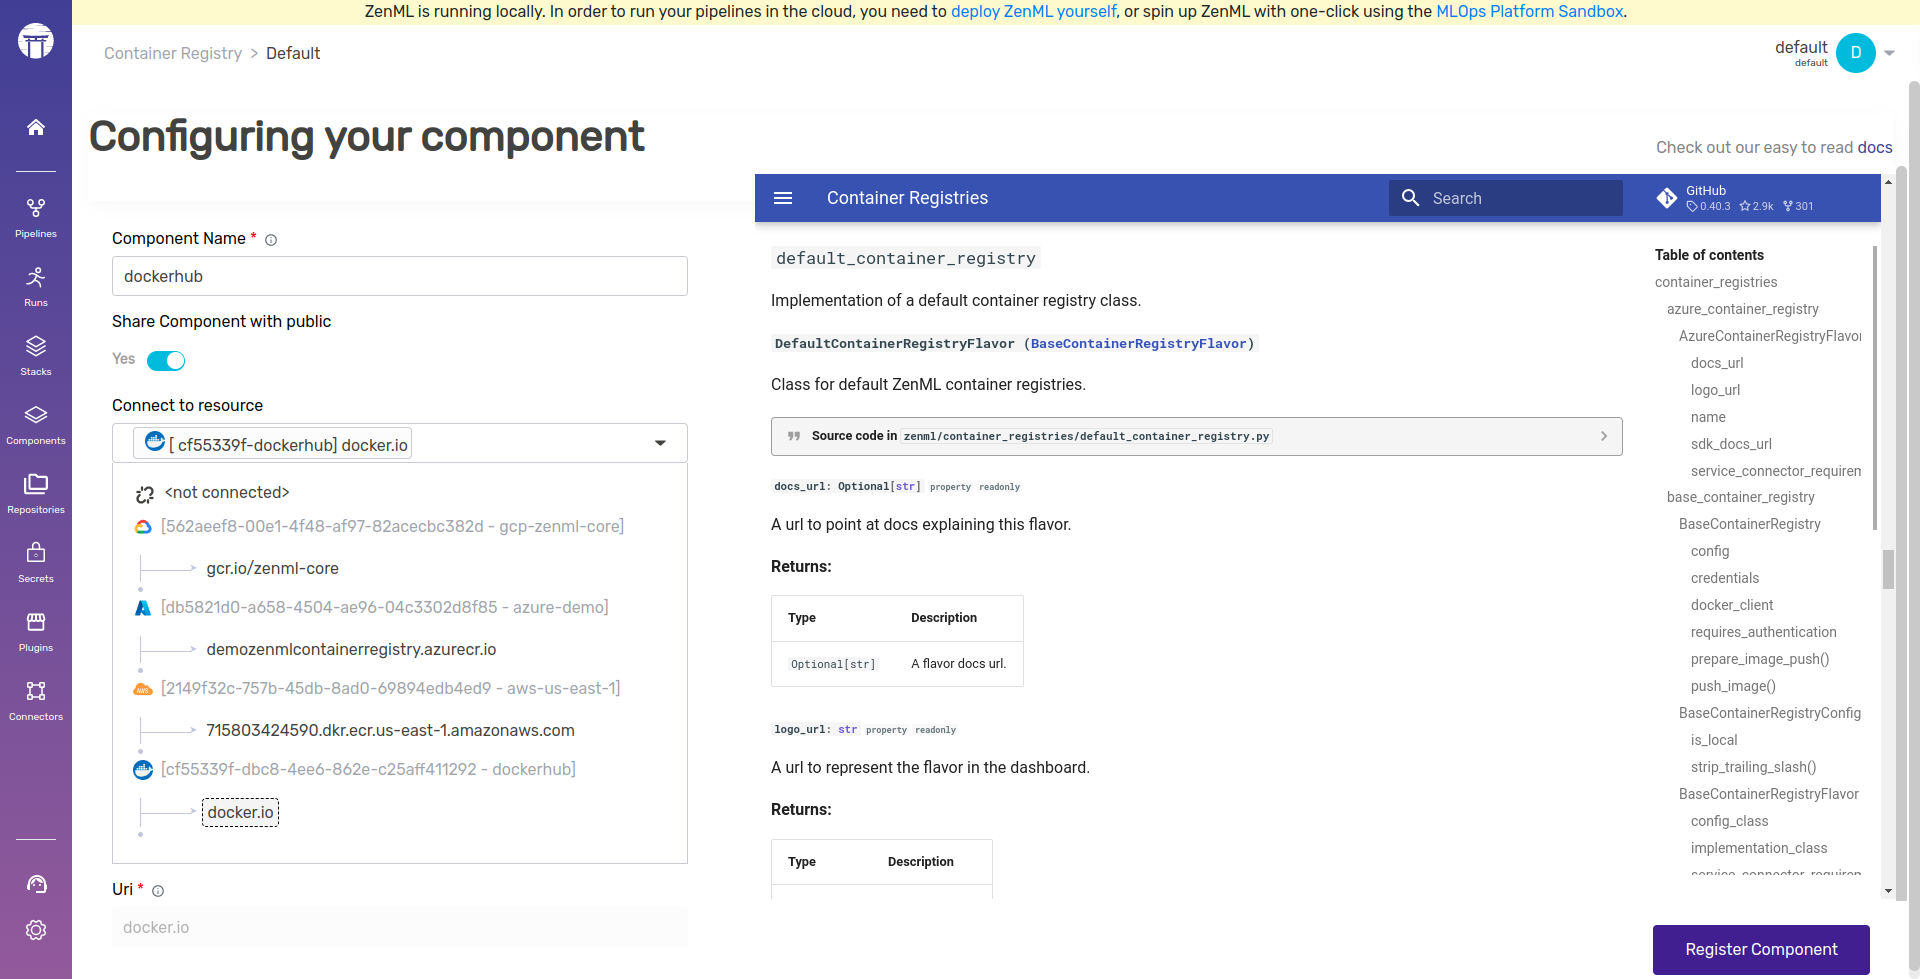 ZenML is running locally. In order to run your pipelines in the cloud, you need to deploy ZenML yourself, or spin up ZenML with one-click using the MLOps Platform Sandbox.
Container Registry > Default
default
default
D
Pipelines
Runs
Stacks
Components
Repositories
Secrets
Plugins
Connectors
Configuring your component
Check out our easy to read docs
Component Name *
dockerhub
Share Component with public
Yes
Connect to resource
[ cf55339f-dockerhub] docker.io
<not connected>
[562aeef8-00e1-4f48-af97-82acecbc382d - gcp-zenml-core]
gcr.io/zenml-core
[db5821d0-a658-4504-ae96-04c3302d8f85 - azure-demo]
demozenmlcontainerregistry.azurecr.io
[2149f32c-757b-45db-8ad0-69894edb4ed9 - aws-us-east-1]
715803424590.dkr.ecr.us-east-1.amazonaws.com
[cf55339f-dbc8-4ee6-862e-c25aff411292 - dockerhub]
docker.io
Uri *
docker.io
Container Registries
Search
GitHub
0.40.3 2.9k 301
default_container_registry
Implementation of a default container registry class.
DefaultContainerRegistryFlavor (BaseContainerRegistryFlavor)
Class for default ZenML container registries.
Source code in zenml/container_registries/default_container_registry.py
docs_url: Optional[str] property readonly
A url to point at docs explaining this flavor.
Returns:
Type Description
Optional[str] A flavor docs url.
logo_url: str property readonly
A url to represent the flavor in the dashboard.
Returns:
Type Description
Table of contents
container_registries
azure_container_registry
AzureContainerRegistryFlavor
docs_url
logo_url
name
sdk_docs_url
service_connector_requirem
base_container_registry
BaseContainerRegistry
config
credentials
docker_client
requires_authentication
prepare_image_push()
push_image()
BaseContainerRegistryConfig
is_local
strip_trailing_slash()
BaseContainerRegistryFlavor
config_class
implementation_class
service_connector_requirem
Register Component